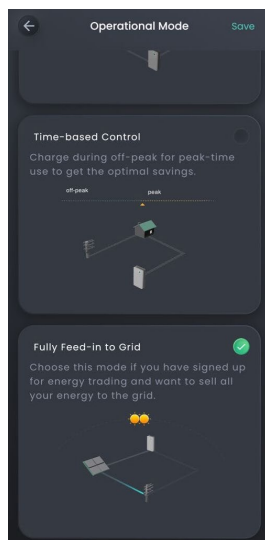 Operational Mode
Save
Time-based Control
Charge during off-peak for peak-time
use to get the optimal savings.
off-peak
peak
Fully Feed-in to Grid
Choose this mode if you have signed up
for energy trading and want to sell all
your energy to the grid.